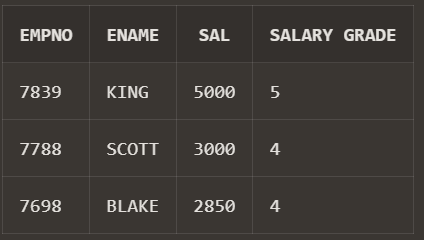 EMPNO ENAME SAL SALARY GRADE
7839 KING 5000 5
7788 SCOTT 3000 4
7698 BLAKE 2850 4